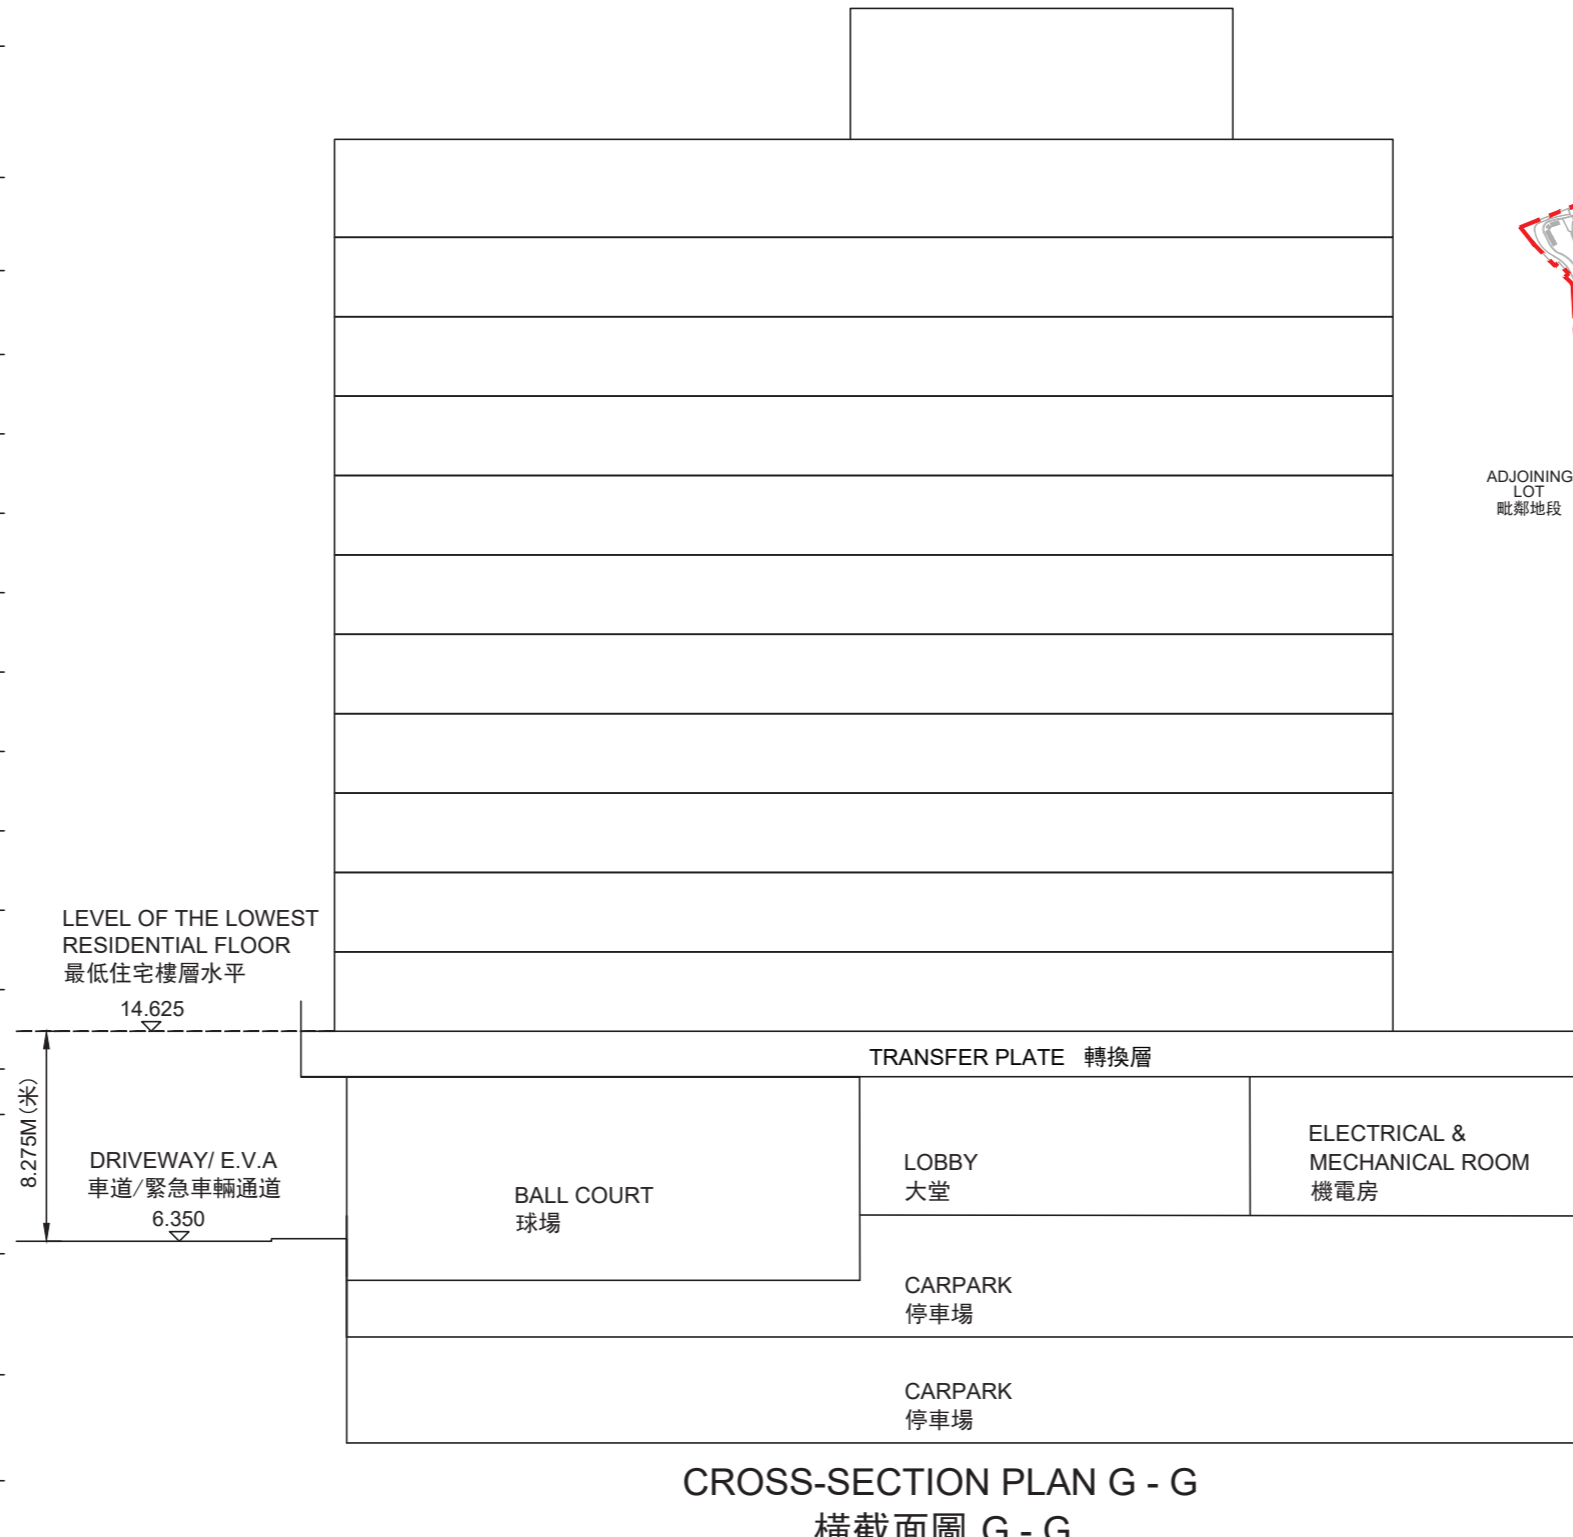 ADJOINING
LOT
毗鄰地段
LEVEL OF THE LOWEST
RESIDENTIAL FLOOR
最低住宅樓層水平
14.625
TRANSFER PLATE 轉換層
8.275M (米)
DRIVEWAY/ E.V.A
車道/緊急車輛通道
6.350
BALL COURT
球場
LOBBY
大堂
ELECTRICAL &
MECHANICAL ROOM
機電房
CARPARK
停車場
CARPARK
停車場
CROSS-SECTION PLAN G - G
橫截面圖 G - G